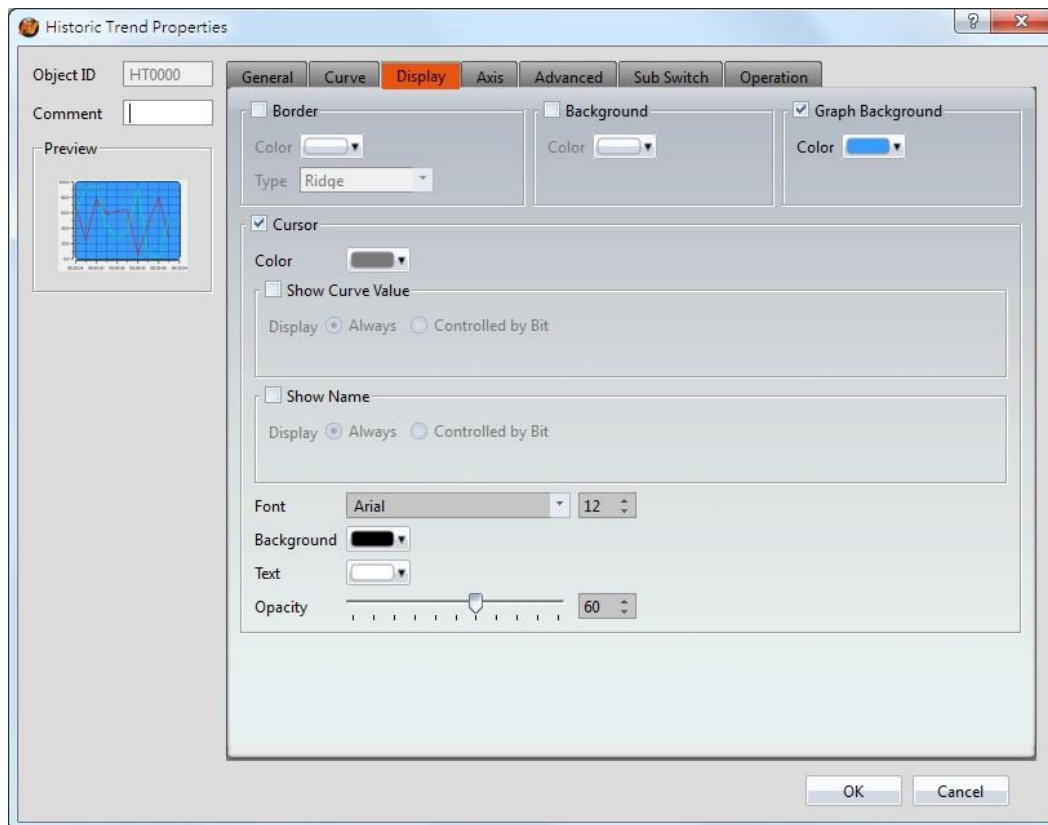 Historic Trend Properties
?
Object ID HT0000
Comment
Preview
General Curve Display Axis Advanced Sub Switch Operation
Border Background Graph Background
Color Color Color
Type Ridge
Cursor
Color
Show Curve Value
Display Always Controlled by Bit
Show Name
Display Always Controlled by Bit
Font Arial 12
Background
Text
Opacity 60
OK Cancel